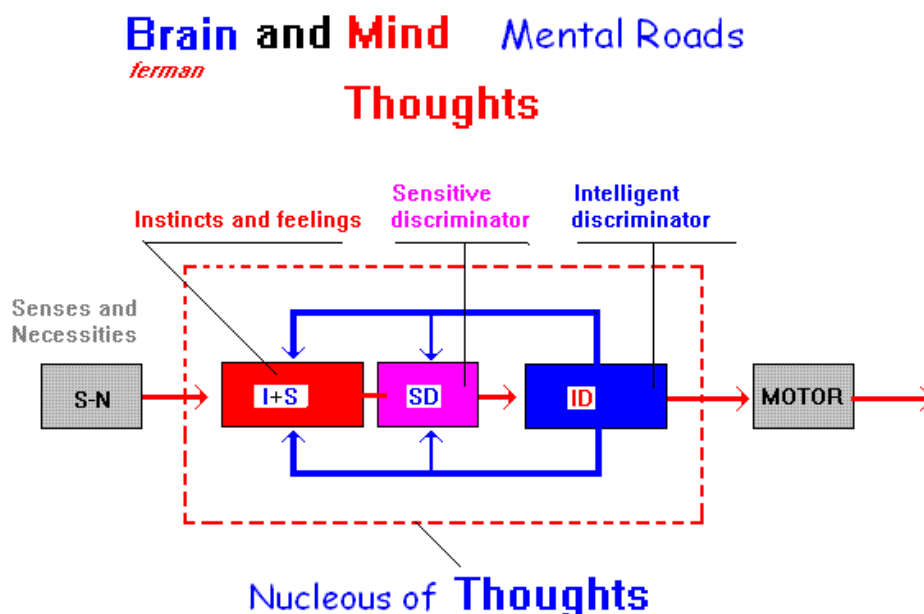 Brain and Mind Mental Roads
ferman
Thoughts
Instincts and feelings
Sensitive
discriminator
Intelligent
discriminator
Senses and
Necessities
S-N
I+S
SD
ID
MOTOR
Nucleous of Thoughts